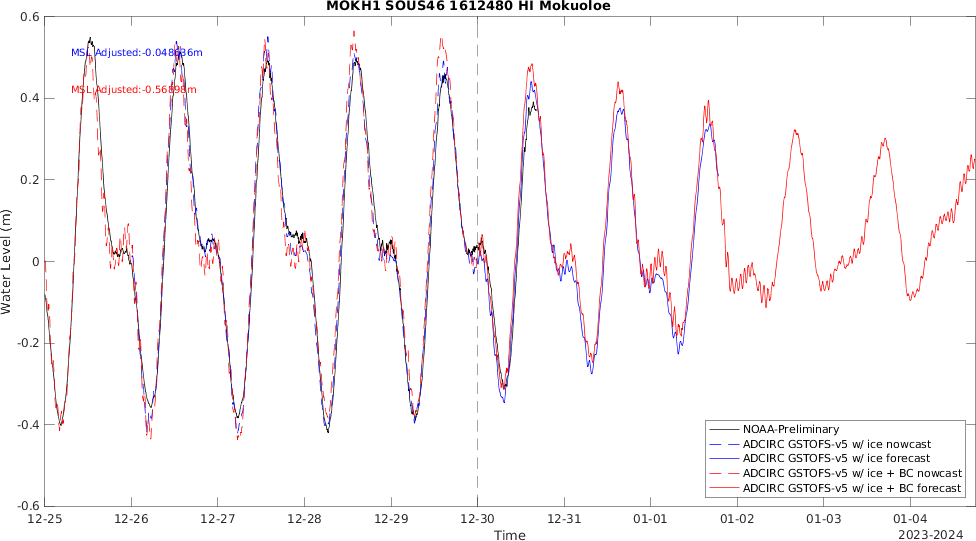 MOKH1 SOUS46 1612480 HI Mokuoloe
0.6
0.4
0.2
0
-0.2
-0.4
-0.6
Water Level (m)
MSL Adjusted:-0.048636m
MSL Adjusted:-0.56898m
NOAA-Preliminary
ADCIRC GSTOFS-v5 w/ ice nowcast
ADCIRC GSTOFS-v5 w/ ice forecast
ADCIRC GSTOFS-v5 w/ ice + BC nowcast
ADCIRC GSTOFS-v5 w/ ice + BC forecast
12-25 12-26 12-27 12-28 12-29 12-30 12-31 01-01 01-02 01-03 01-04
Time
2023-2024